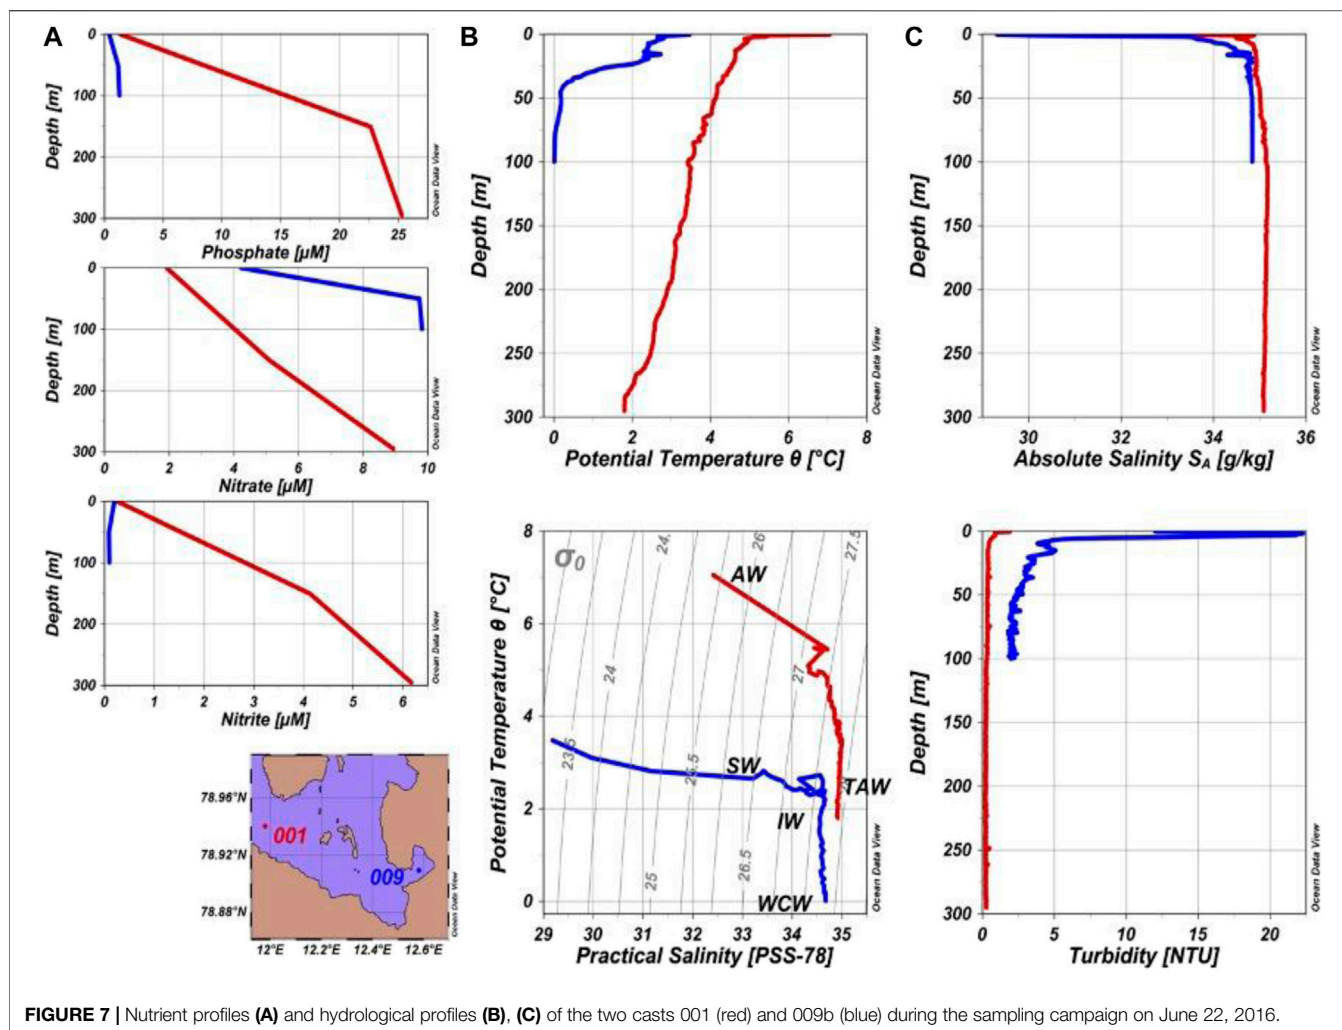 A
0
100
200
300
Depth [m]
0
5
10
15
20
25
Phosphate [µM]
Ocean Data View
0
100
200
300
Depth [m]
2
4
6
8
10
Nitrate [µM]
Ocean Data View
0
100
200
300
Depth [m]
0
1
2
3
4
5
6
Nitrite [µM]
Ocean Data View
78.96°N
78.92°N
78.88°N
12°E
12.2°E
12.4°E
12.6°E
001
009
Ocean Data View
B
0
50
100
150
200
250
300
Depth [m]
0
2
4
6
8
Potential Temperature θ [°C]
Ocean Data View
8
6
4
2
0
Potential Temperature θ [°C]
29
30
31
32
33
34
35
Practical Salinity [PSS-78]
σ0
24.
26
27.5
24
27
23.5
25.5
25
26.5
AW
SW
TAW
IW
WCW
Ocean Data View
C
0
50
100
150
200
250
300
Depth [m]
30
32
34
36
Absolute Salinity SA [g/kg]
Ocean Data View
0
50
100
150
200
250
300
Depth [m]
0
5
10
15
20
Turbidity [NTU]
Ocean Data View
FIGURE 7 | Nutrient profiles (A) and hydrological profiles (B), (C) of the two casts 001 (red) and 009b (blue) during the sampling campaign on June 22, 2016.